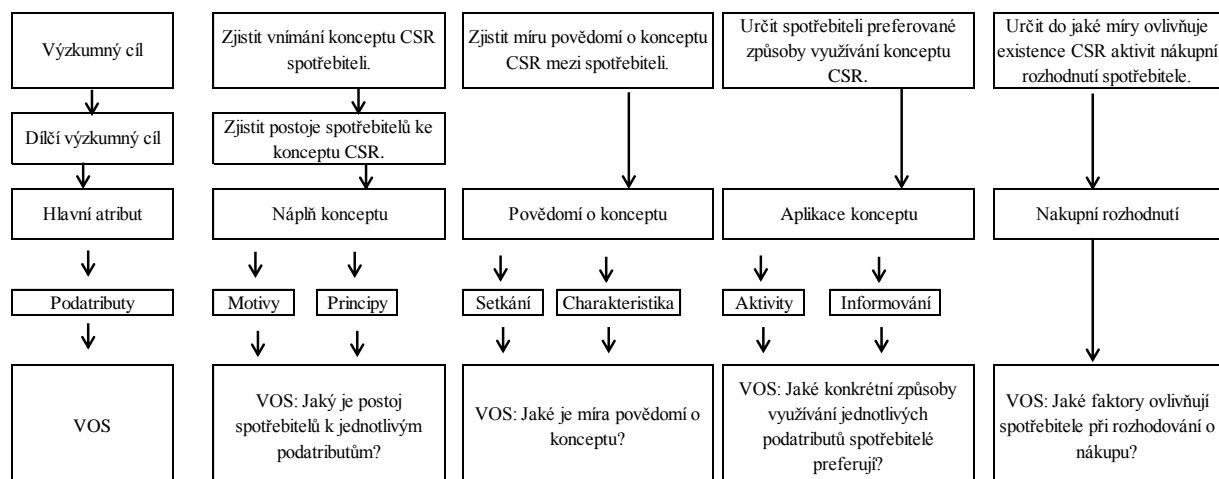 Výzkumný cíl
Zjistit vnímání konceptu CSR
spotřebiteli.
Zjistit míru povědomí o konceptu
CSR mezi spotřebiteli.
Určit spotřebiteli preferované
způsoby využívání konceptu
CSR.
Určit do jaké míry ovlivňuje
existence CSR aktivit nákupní
rozhodnutí spotřebitele.
Dílčí výzkumný cíl
Zjistit postoje spotřebitelů ke
konceptu CSR.
Hlavní atribut
Náplň konceptu
Povědomí o konceptu
Aplikace konceptu
Nakupní rozhodnutí
Podatributy
Motivy
Principy
Setkání
Charakteristika
Aktivity
Informování
VOS
VOS: Jaký je postoj
spotřebitelů k jednotlivým
podatributům?
VOS: Jaké je míra povědomí o
konceptu?
VOS: Jaké konkrétní způsoby
využívání jednotlivých
podatributů spotřebitelé
preferují?
VOS: Jaké faktory ovlivňují
spotřebitele při rozhodování o
nákupu?